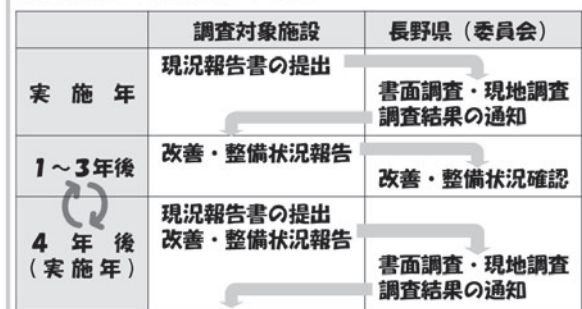 調査対象施設
長野県（委員会）
実施年
現況報告書の提出
書面調査・現地調査
調査結果の通知
1～3年後
改善・整備状況報告
改善・整備状況確認
4年後
（実施年）
現況報告書の提出
改善・整備状況報告
書面調査・現地調査
調査結果の通知